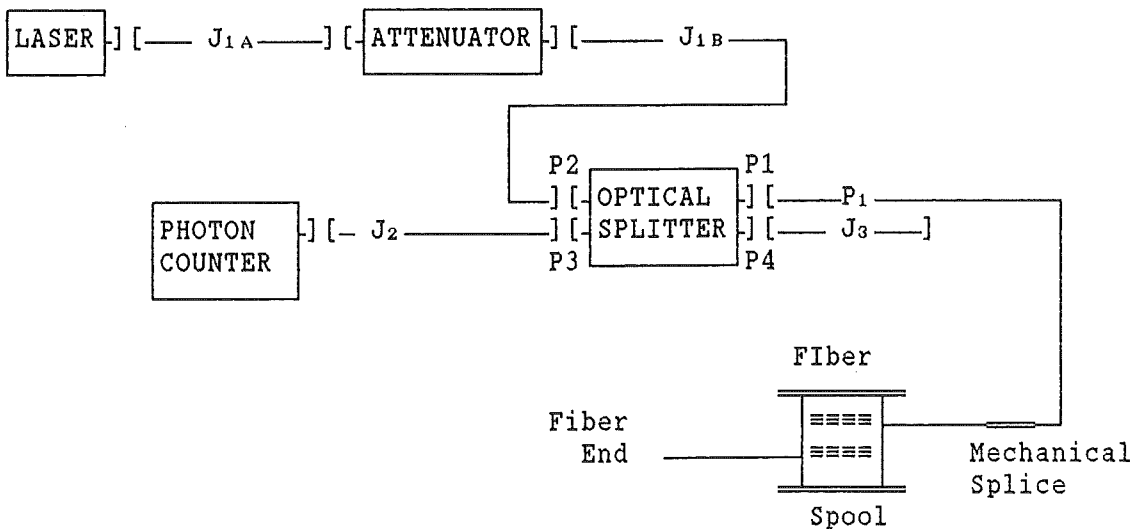 LASER ] [ J1A ] [ ATTENUATOR ] [ J1B
P2 P1
] [ OPTICAL ] [ P1
PHOTON ] [ J2 ] [ SPLITTER ] [ J3 ]
COUNTER P3 P4
FIber
≡≡≡≡
Fiber
End
≡≡≡≡
Mechanical
Splice
Spool